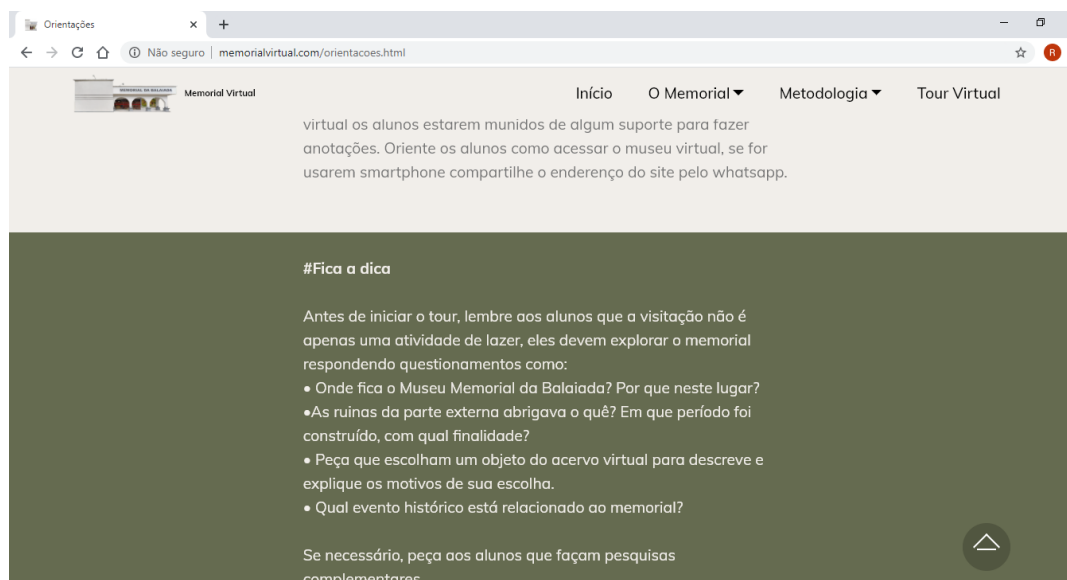 Orientações
Não seguro | memorialvirtual.com/orientacoes.html
R
MEMORIAL DA BALAIADA
Memorial Virtual
Início O Memorial Metodologia Tour Virtual
virtual os alunos estarem munidos de algum suporte para fazer
anotações. Oriente os alunos como acessar o museu virtual, se for
usarem smartphone compartilhe o enderenço do site pelo whatsapp.
#Fica a dica
Antes de iniciar o tour, lembre aos alunos que a visitação não é
apenas uma atividade de lazer, eles devem explorar o memorial
respondendo questionamentos como:
• Onde fica o Museu Memorial da Balaiada? Por que neste lugar?
•As ruinas da parte externa abrigava o quê? Em que período foi
construído, com qual finalidade?
• Peça que escolham um objeto do acervo virtual para descreve e
explique os motivos de sua escolha.
• Qual evento histórico está relacionado ao memorial?
Se necessário, peça aos alunos que façam pesquisas
complementares